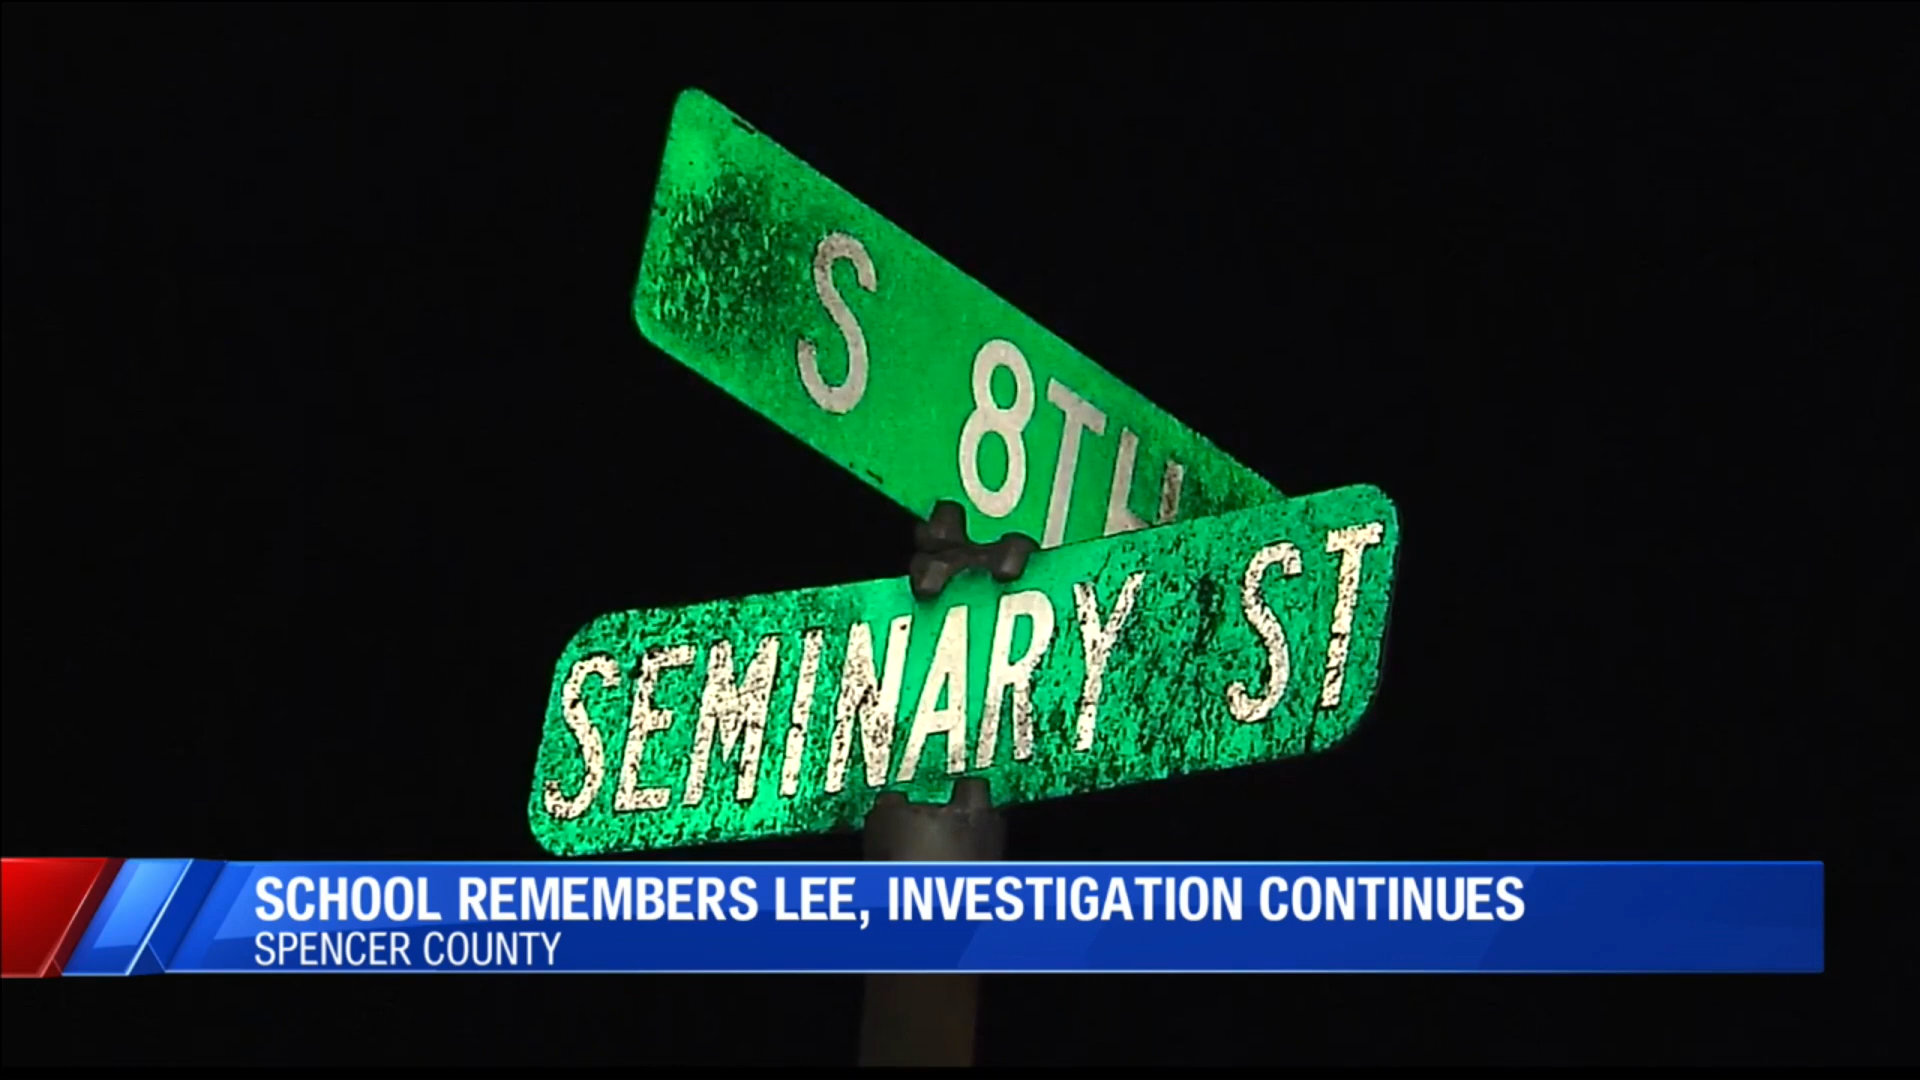 S 8TH
SEMINARY ST
SCHOOL REMEMBERS LEE, INVESTIGATION CONTINUES
SPENCER COUNTY